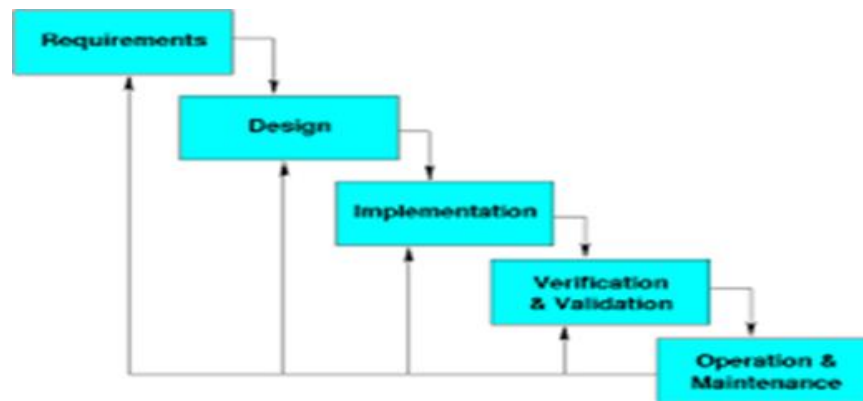 Requirements
Design
Implementation
Verification
& Validation
Operation &
Maintenance